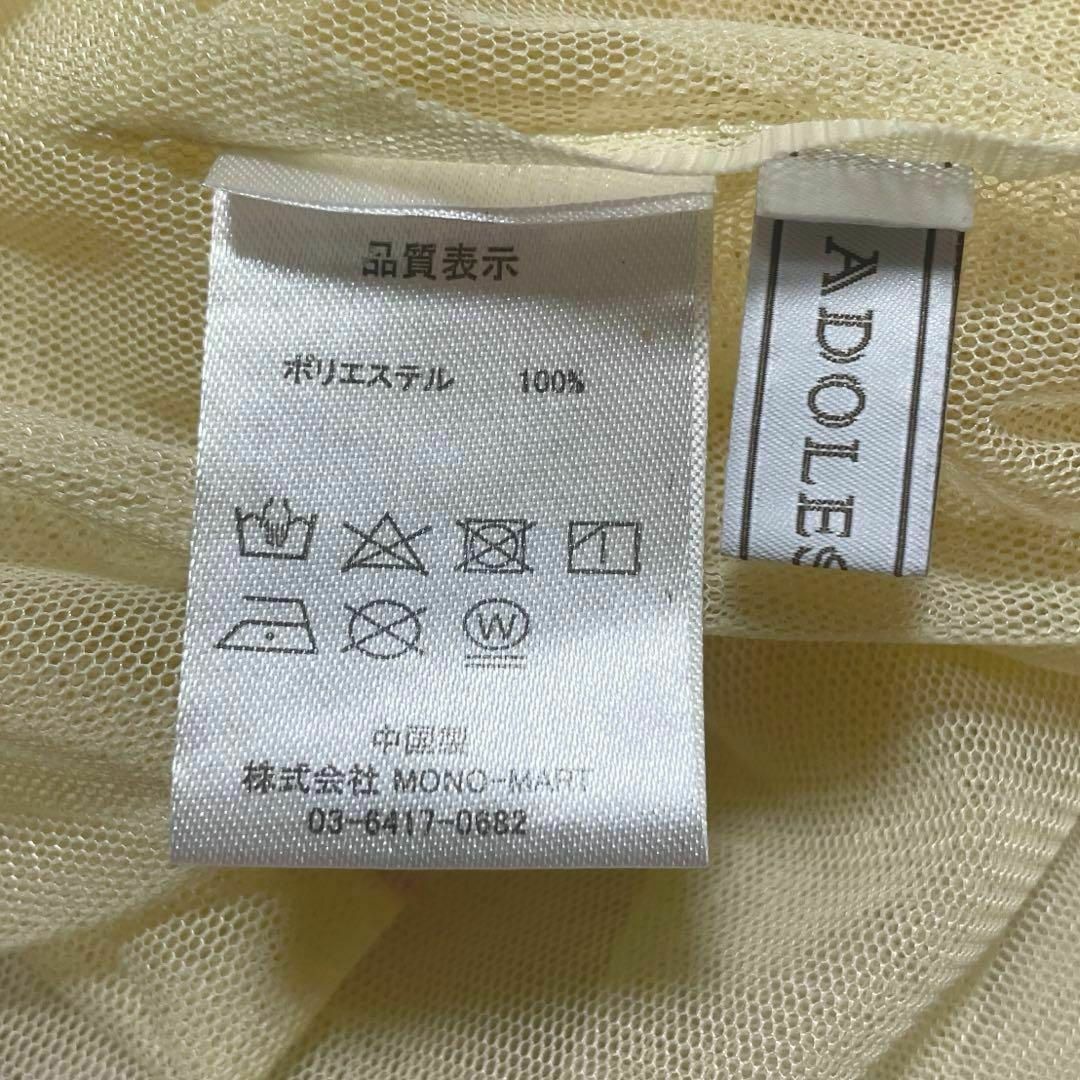 品質表示
ポリエステル 100%
W
中国製
株式会社 MONO-MART
03-6417-0682
ADOLES